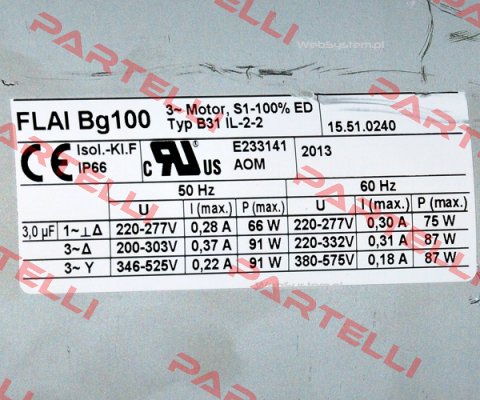 PARTELLI
WebSystem.pl
FLAI Bg100
3~ Motor, S1-100% ED
Typ B31 IL-2-2
15.51.0240
CE
Isol.-Kl.F
IP66
C RU US
E233141
AOM
2013
50 Hz 60 Hz
U I (max.) P (max.) U I (max.) P (max.)
3,0 µF 1~⊥Δ 220-277V 0,28 A 66 W 220-277V 0,30 A 75 W
3~Δ 200-303V 0,37 A 91 W 220-332V 0,31 A 87 W
3~ Y 346-525V 0,22 A 91 W 380-575V 0,18 A 87 W
PARTELLI
PARTELLI